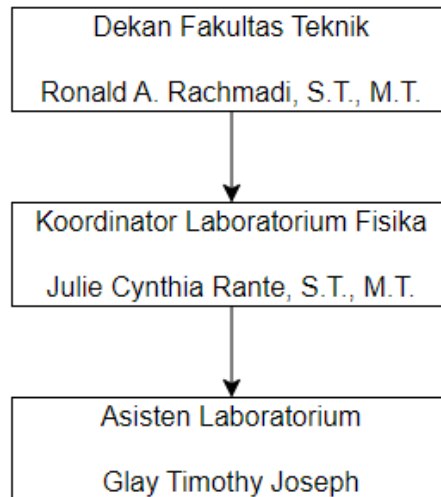 Dekan Fakultas Teknik
Ronald A. Rachmadi, S.T., M.T.
Koordinator Laboratorium Fisika
Julie Cynthia Rante, S.T., M.T.
Asisten Laboratorium
Glay Timothy Joseph